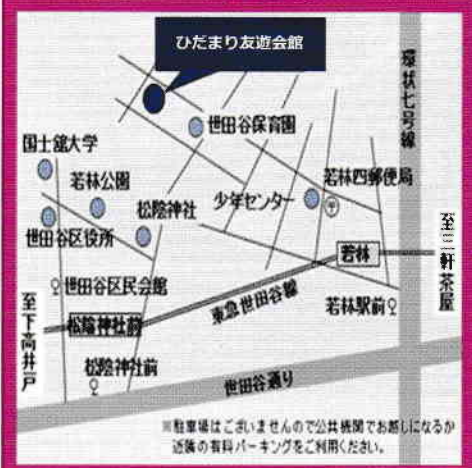 ひだまり友遊会館
環状七号線
世田谷保育園
国士舘大学
若林公園
若林四郵便局
少年センター
松陰神社
世田谷区役所
若林
至三軒茶屋
世田谷区民会館
東急世田谷線
若林駅前
至下高井戸
松陰神社前
松陰神社前
世田谷通り
※駐車場はございませんので公共機関でお越しになるか
近隣の有料パーキングをご利用ください。